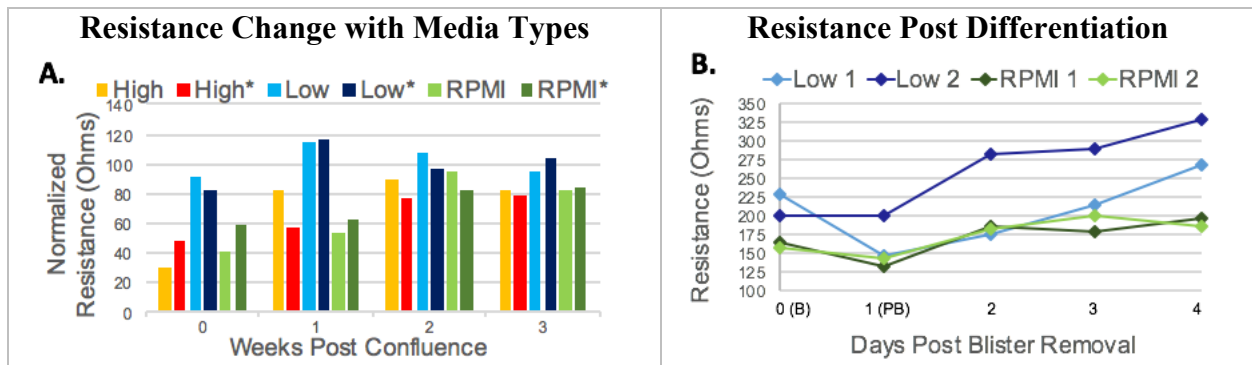 Resistance Change with Media Types
A.
High High* Low Low* RPMI RPMI*
Normalized
Resistance (Ohms)
140
120
100
80
60
40
20
0
0 1 2 3
Weeks Post Confluence
Resistance Post Differentiation
B.
Low 1 Low 2 RPMI 1 RPMI 2
Resistance (Ohms)
350
325
300
275
250
225
200
175
150
125
100
0 (B) 1 (PB) 2 3 4
Days Post Blister Removal